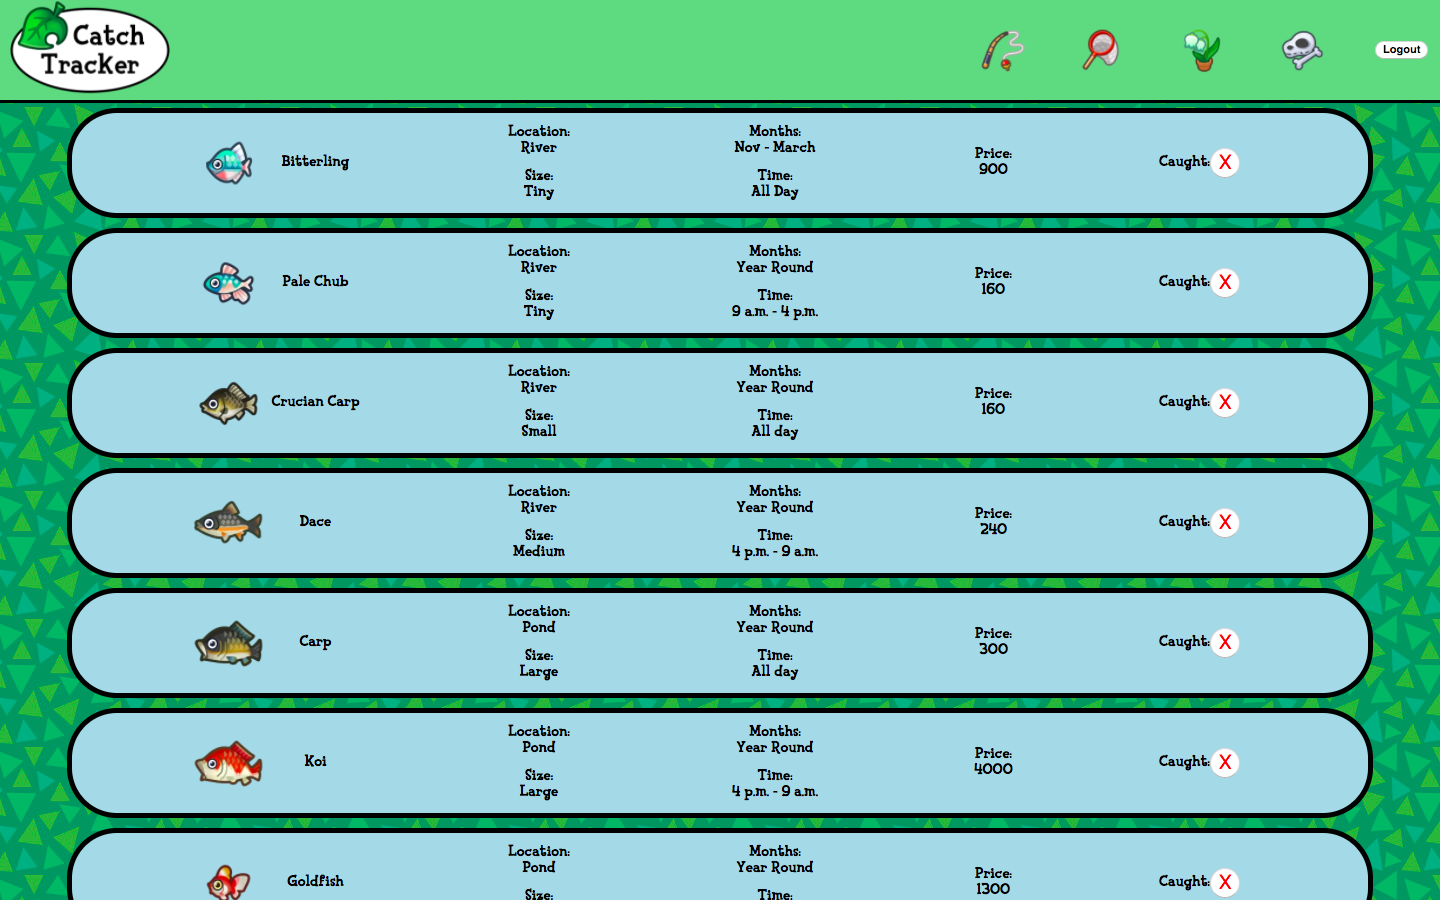 Catch
Tracker
Logout
Bitterling
Location:
River
Size:
Tiny
Months:
Nov - March
Time:
All Day
Price:
900
Caught: X
Pale Chub
Location:
River
Size:
Tiny
Months:
Year Round
Time:
9 a.m. - 4 p.m.
Price:
160
Caught: X
Crucian Carp
Location:
River
Size:
Small
Months:
Year Round
Time:
All day
Price:
160
Caught: X
Dace
Location:
River
Size:
Medium
Months:
Year Round
Time:
4 p.m. - 9 a.m.
Price:
240
Caught: X
Carp
Location:
Pond
Size:
Large
Months:
Year Round
Time:
All day
Price:
300
Caught: X
Koi
Location:
Pond
Size:
Large
Months:
Year Round
Time:
4 p.m. - 9 a.m.
Price:
4000
Caught: X
Goldfish
Location:
Pond
Size:
Months:
Year Round
Time:
Price:
1300
Caught: X